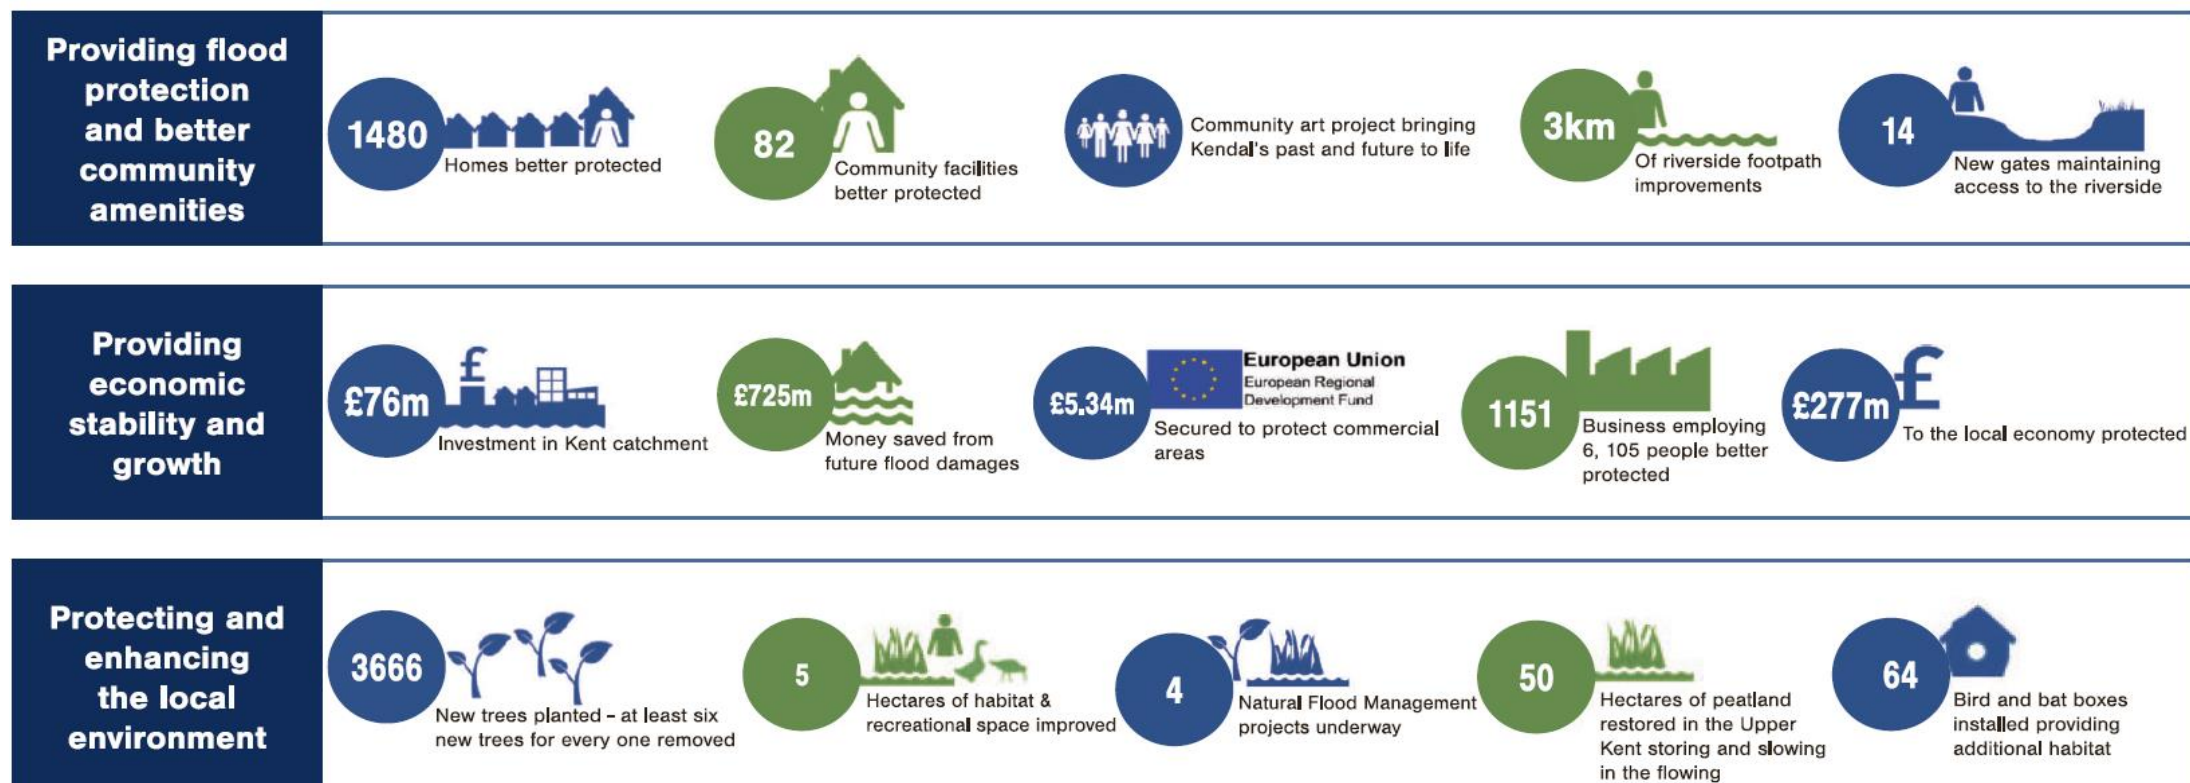 Providing flood
protection
and better
community
amenities
1480
Homes better protected
82
Community facilities
better protected
Community art project bringing
Kendal's past and future to life
3km
Of riverside footpath
improvements
14
New gates maintaining
access to the riverside
Providing
economic
stability and
growth
£76m
£
Investment in Kent catchment
£725m
Money saved from
future flood damages
£5.34m
European Union
European Regional
Development Fund
Secured to protect commercial
areas
1151
Business employing
6, 105 people better
protected
£277m
£
To the local economy protected
Protecting and
enhancing
the local
environment
3666
New trees planted – at least six
new trees for every one removed
5
Hectares of habitat &
recreational space improved
4
Natural Flood Management
projects underway
50
Hectares of peatland
restored in the Upper
Kent storing and slowing
in the flowing
64
Bird and bat boxes
installed providing
additional habitat